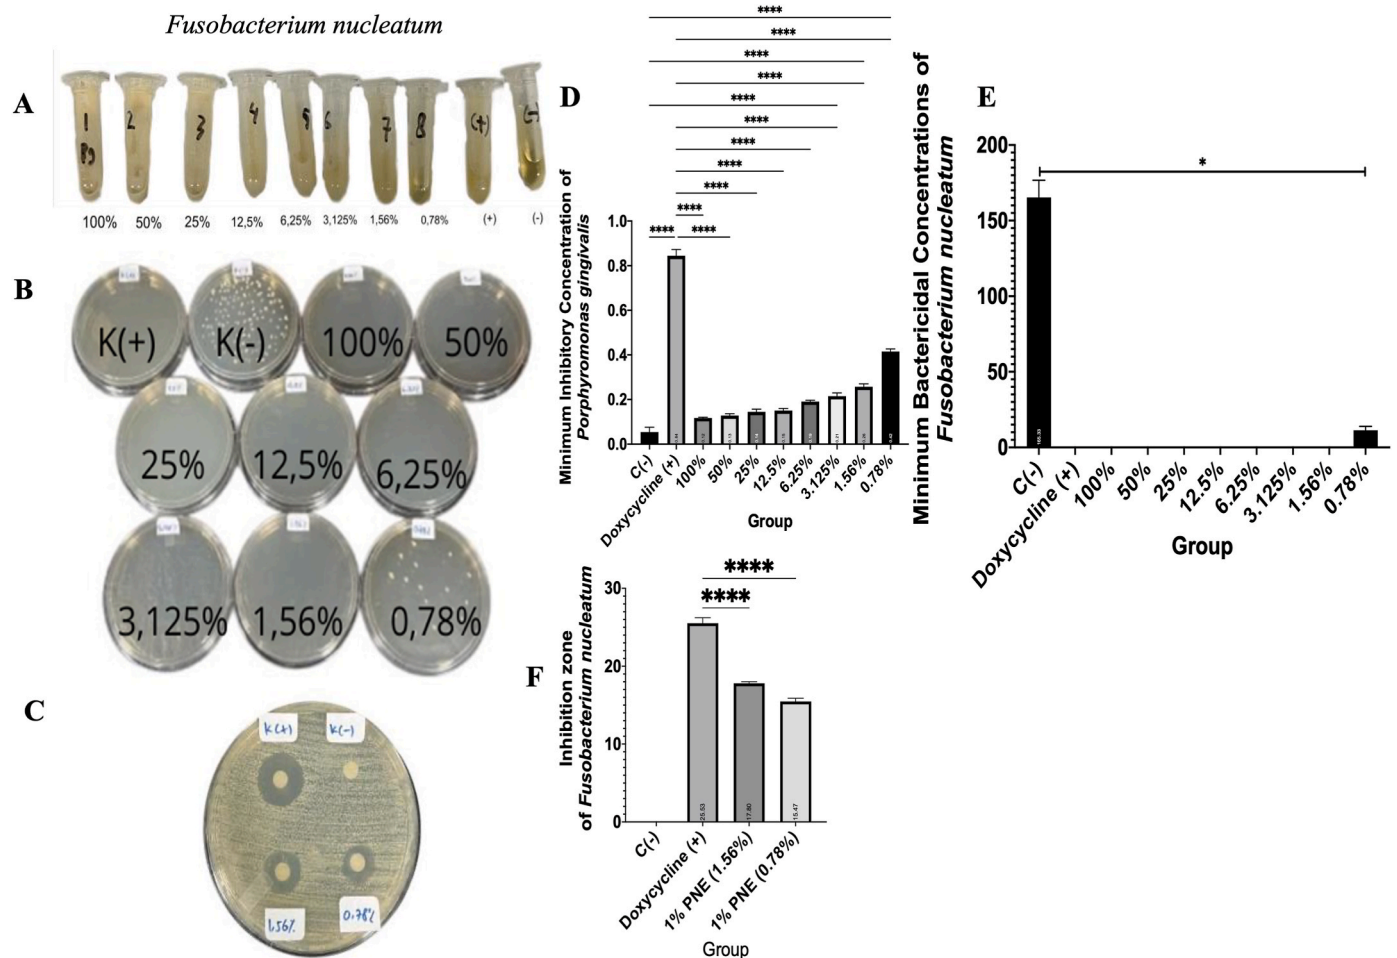 Fusobacterium nucleatum
A
1
2
3
4
6
7
8
(+)
(-)
100%
50%
25%
12,5%
6,25%
3,125%
1,56%
0,78%
(+)
(-)
B
K(+)
K(-)
100%
50%
25%
12,5%
6,25%
3,125%
1,56%
0,78%
C
K(+)
K(-)
1,56%
0,78%
D
****
****
****
****
****
****
****
****
****
****
****
****
Minimum Inhibitory Concentration of
Porphyromonas gingivalis
1.0
0.8
0.6
0.4
0.2
0.0
C(-)
Doxycycline (+)
100%
50%
25%
12.5%
6.25%
3.125%
1.56%
0.78%
Group
E
Minimum Bactericidal Concentrations of
Fusobacterium nucleatum
200
150
100
50
0
*
165.33
C(-)
Doxycycline (+)
100%
50%
25%
12.5%
6.25%
3.125%
1.56%
0.78%
Group
F
Inhibition zone
of Fusobacterium nucleatum
30
20
10
0
****
****
25.53
17.80
15.47
C(-)
Doxycycline (+)
1% PNE (1.56%)
1% PNE (0.78%)
Group